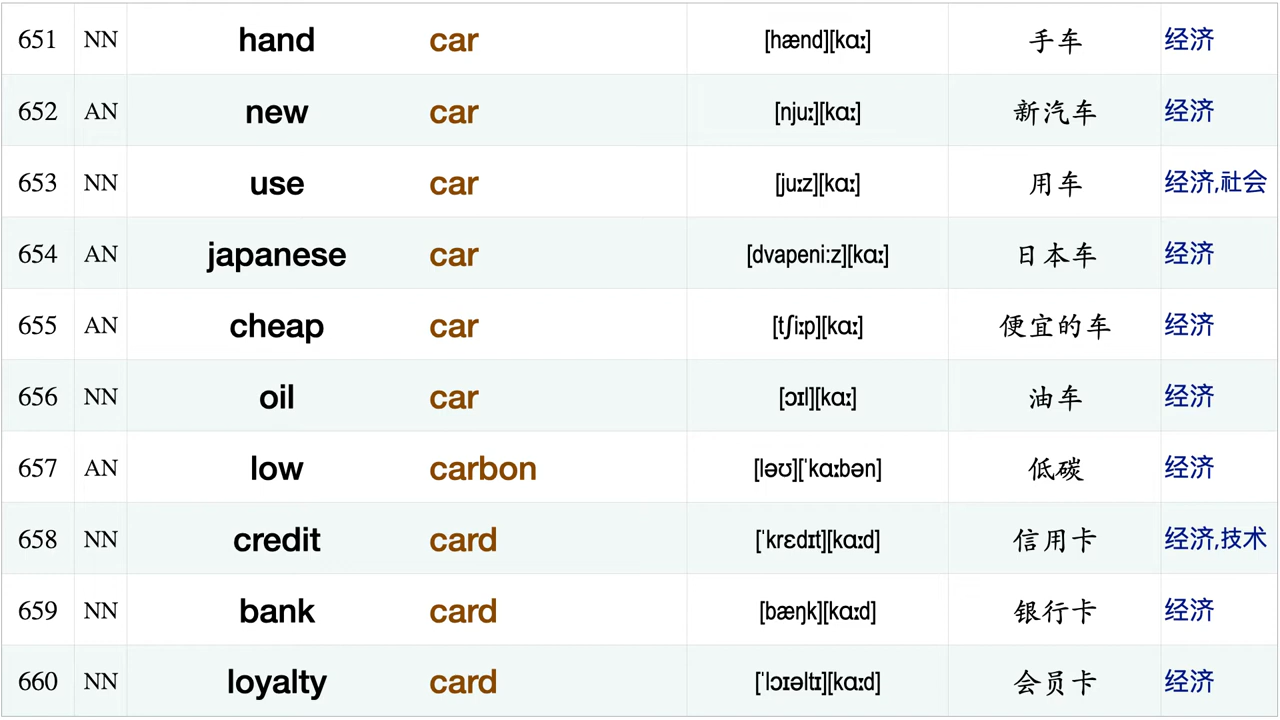 651 NN hand car [hænd][kɑː] 手车 经济
652 AN new car [njuː][kɑː] 新汽车 经济
653 NN use car [juːz][kɑː] 用车 经济,社会
654 AN japanese car [dvapeni:z][kɑː] 日本车 经济
655 AN cheap car [tʃiːp][kɑː] 便宜的车 经济
656 NN oil car [ɔɪl][kɑː] 油车 经济
657 AN low carbon [ləʊ][ˈkɑːbən] 低碳 经济
658 NN credit card [ˈkrɛdɪt][kɑːd] 信用卡 经济,技术
659 NN bank card [bæŋk][kɑːd] 银行卡 经济
660 NN loyalty card [ˈlɔɪəltɪ][kɑːd] 会员卡 经济